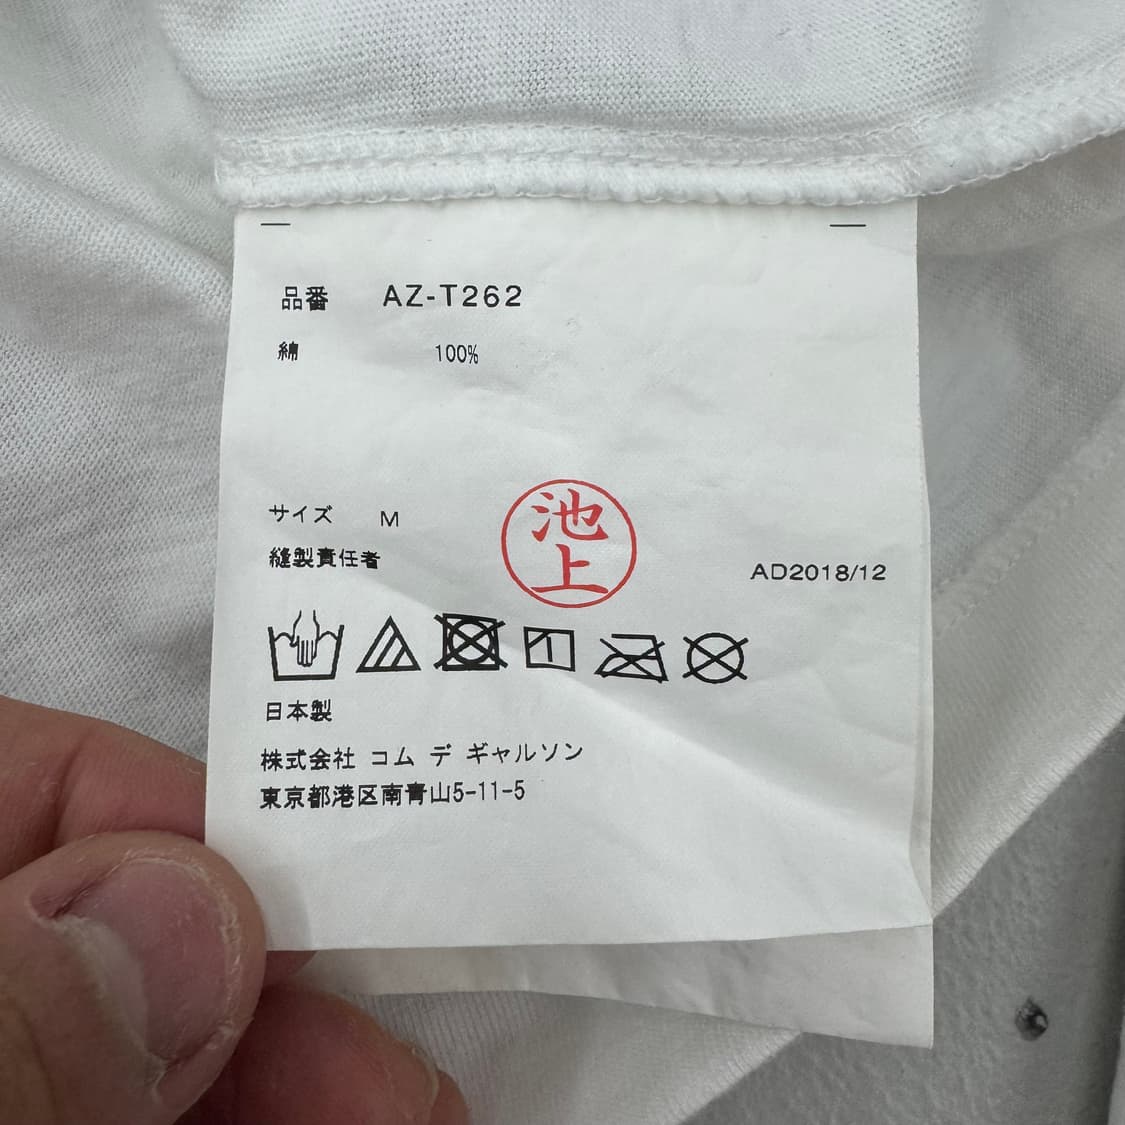 品番 AZ-T262
綿 100%
サイズ M
縫製責任者
池上
AD2018/12
日本製
株式会社 コム デ ギャルソン
東京都港区南青山5-11-5